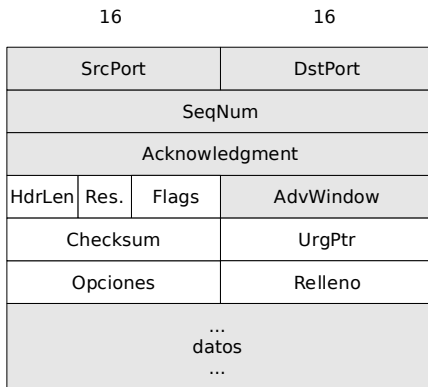 16 16
SrcPort DstPort
SeqNum
Acknowledgment
HdrLen Res. Flags AdvWindow
Checksum UrgPtr
Opciones Relleno
...
datos
...